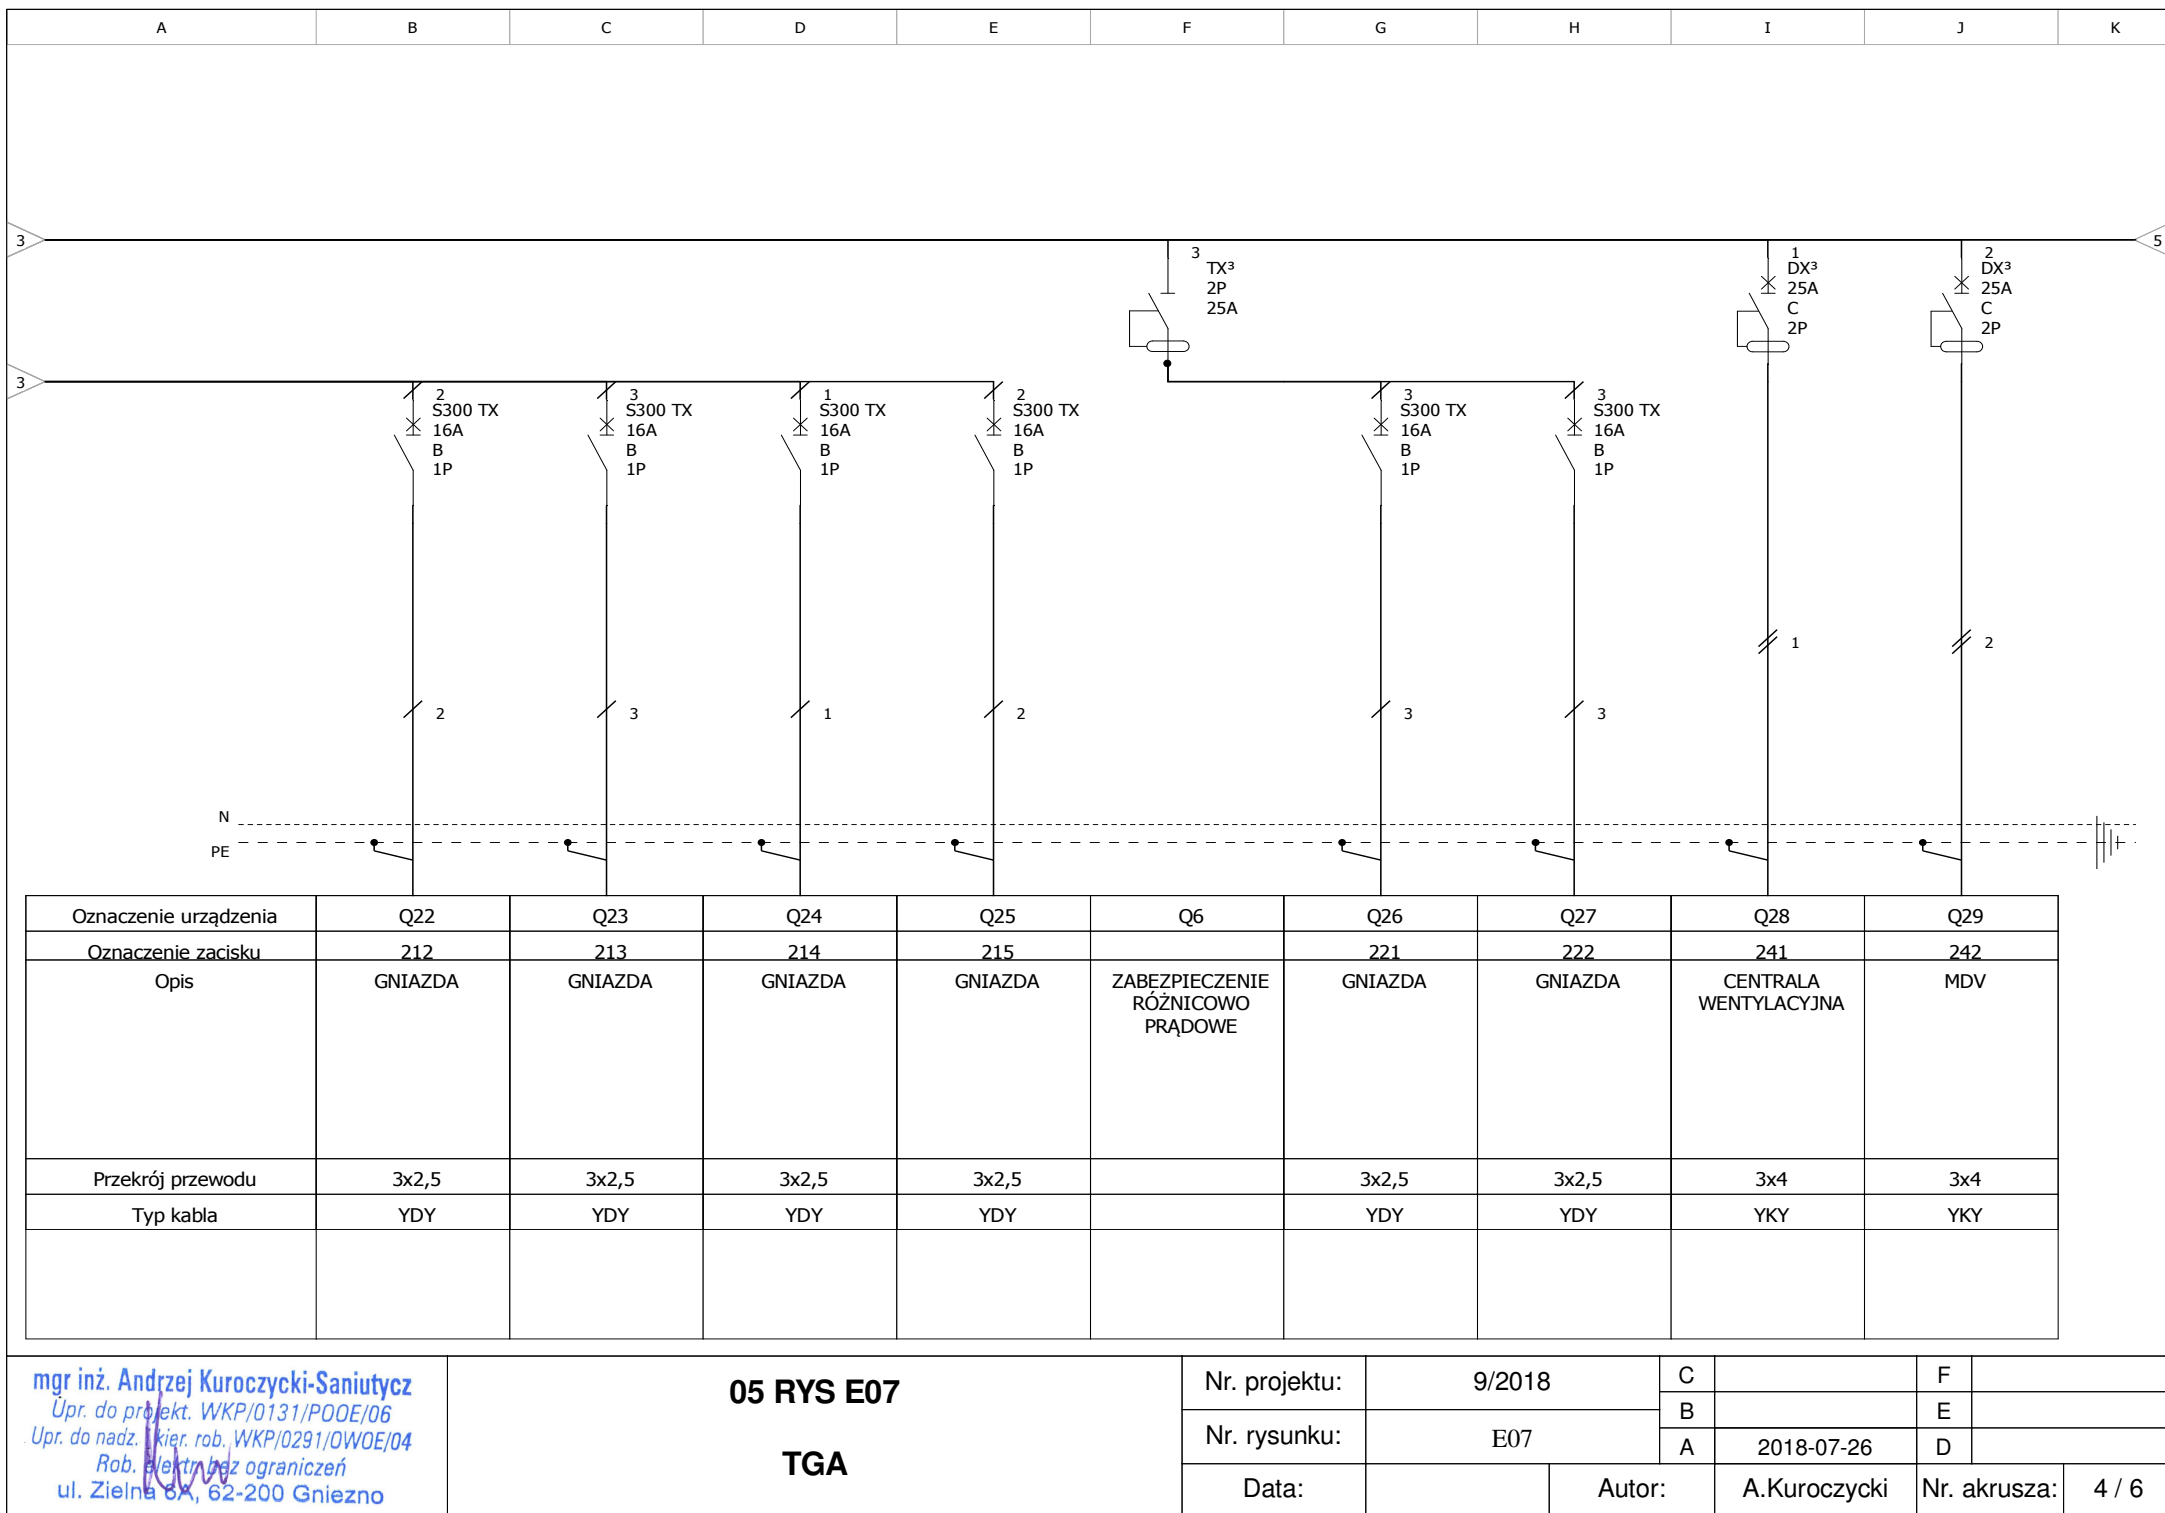 A B C D E F G H I J K
3 5
3
TX³
2P
25A
1
DX³
25A
C
2P
2
DX³
25A
C
2P
3
2
S300 TX
16A
B
1P
3
S300 TX
16A
B
1P
1
S300 TX
16A
B
1P
2
S300 TX
16A
B
1P
3
S300 TX
16A
B
1P
3
S300 TX
16A
B
1P
1 2
2 3 1 2 3 3
N
PE
Oznaczenie urządzenia Q22 Q23 Q24 Q25 Q6 Q26 Q27 Q28 Q29
Oznaczenie zacisku 212 213 214 215 221 222 241 242
Opis GNIAZDA GNIAZDA GNIAZDA GNIAZDA ZABEZPIECZENIE GNIAZDA GNIAZDA CENTRALA MDV
RÓŻNICOWO WENTYLACYJNA
PRĄDOWE
Przekrój przewodu 3x2,5 3x2,5 3x2,5 3x2,5 3x2,5 3x2,5 3x4 3x4
Typ kabla YDY YDY YDY YDY YDY YDY YKY YKY
mgr inż. Andrzej Kuroczycki-Saniutycz
Upr. do projekt. WKP/0131/POOE/06
Upr. do nadz. i kier. rob. WKP/0291/OWOE/04
Rob. elektr. bez ograniczeń
ul. Zielna 6A, 62-200 Gniezno
05 RYS E07
TGA
Nr. projektu: 9/2018
Nr. rysunku: E07
C F
B E
A 2018-07-26 D
Data: Autor: A.Kuroczycki Nr. akrusza: 4 / 6